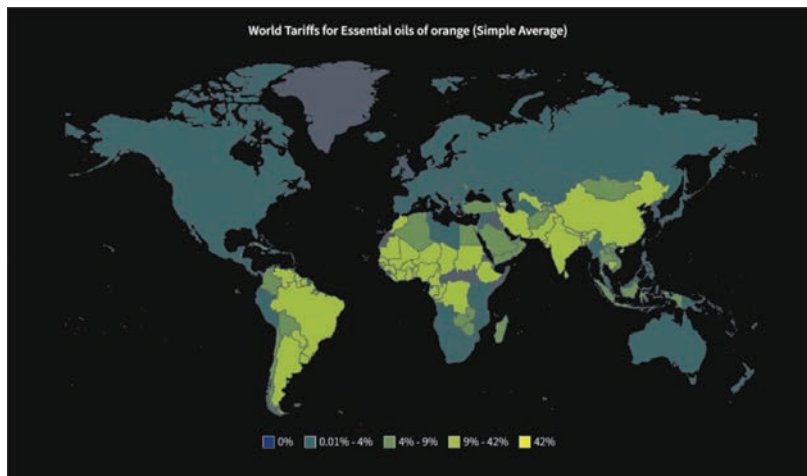 World Tariffs for Essential oils of orange (Simple Average)
0% 0.01% - 4% 4% - 9% 9% - 42% 42%